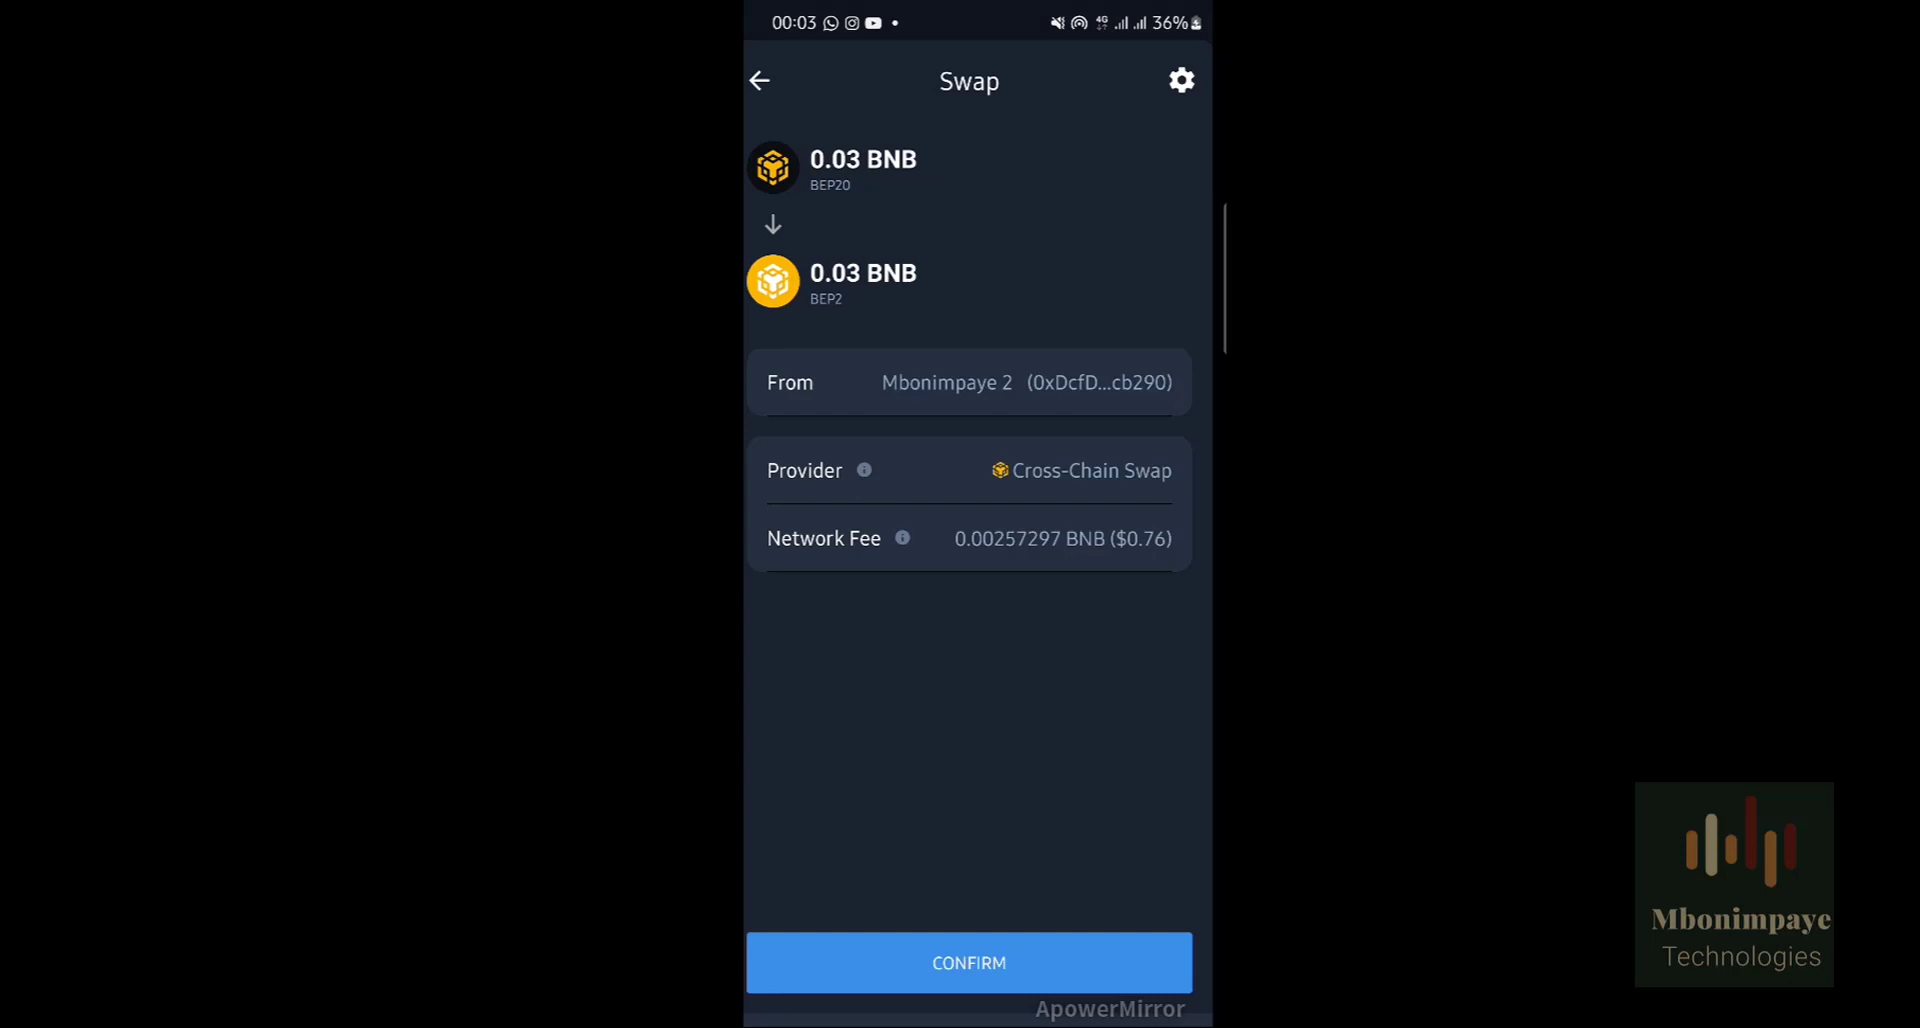 00:03
4G
36%
Swap
0.03 BNB
BEP20
0.03 BNB
BEP2
From Mbonimpaye 2 (0xDcfD...cb290)
Provider Cross-Chain Swap
Network Fee 0.00257297 BNB ($0.76)
CONFIRM
ApowerMirror
Mbonimpaye
Technologies